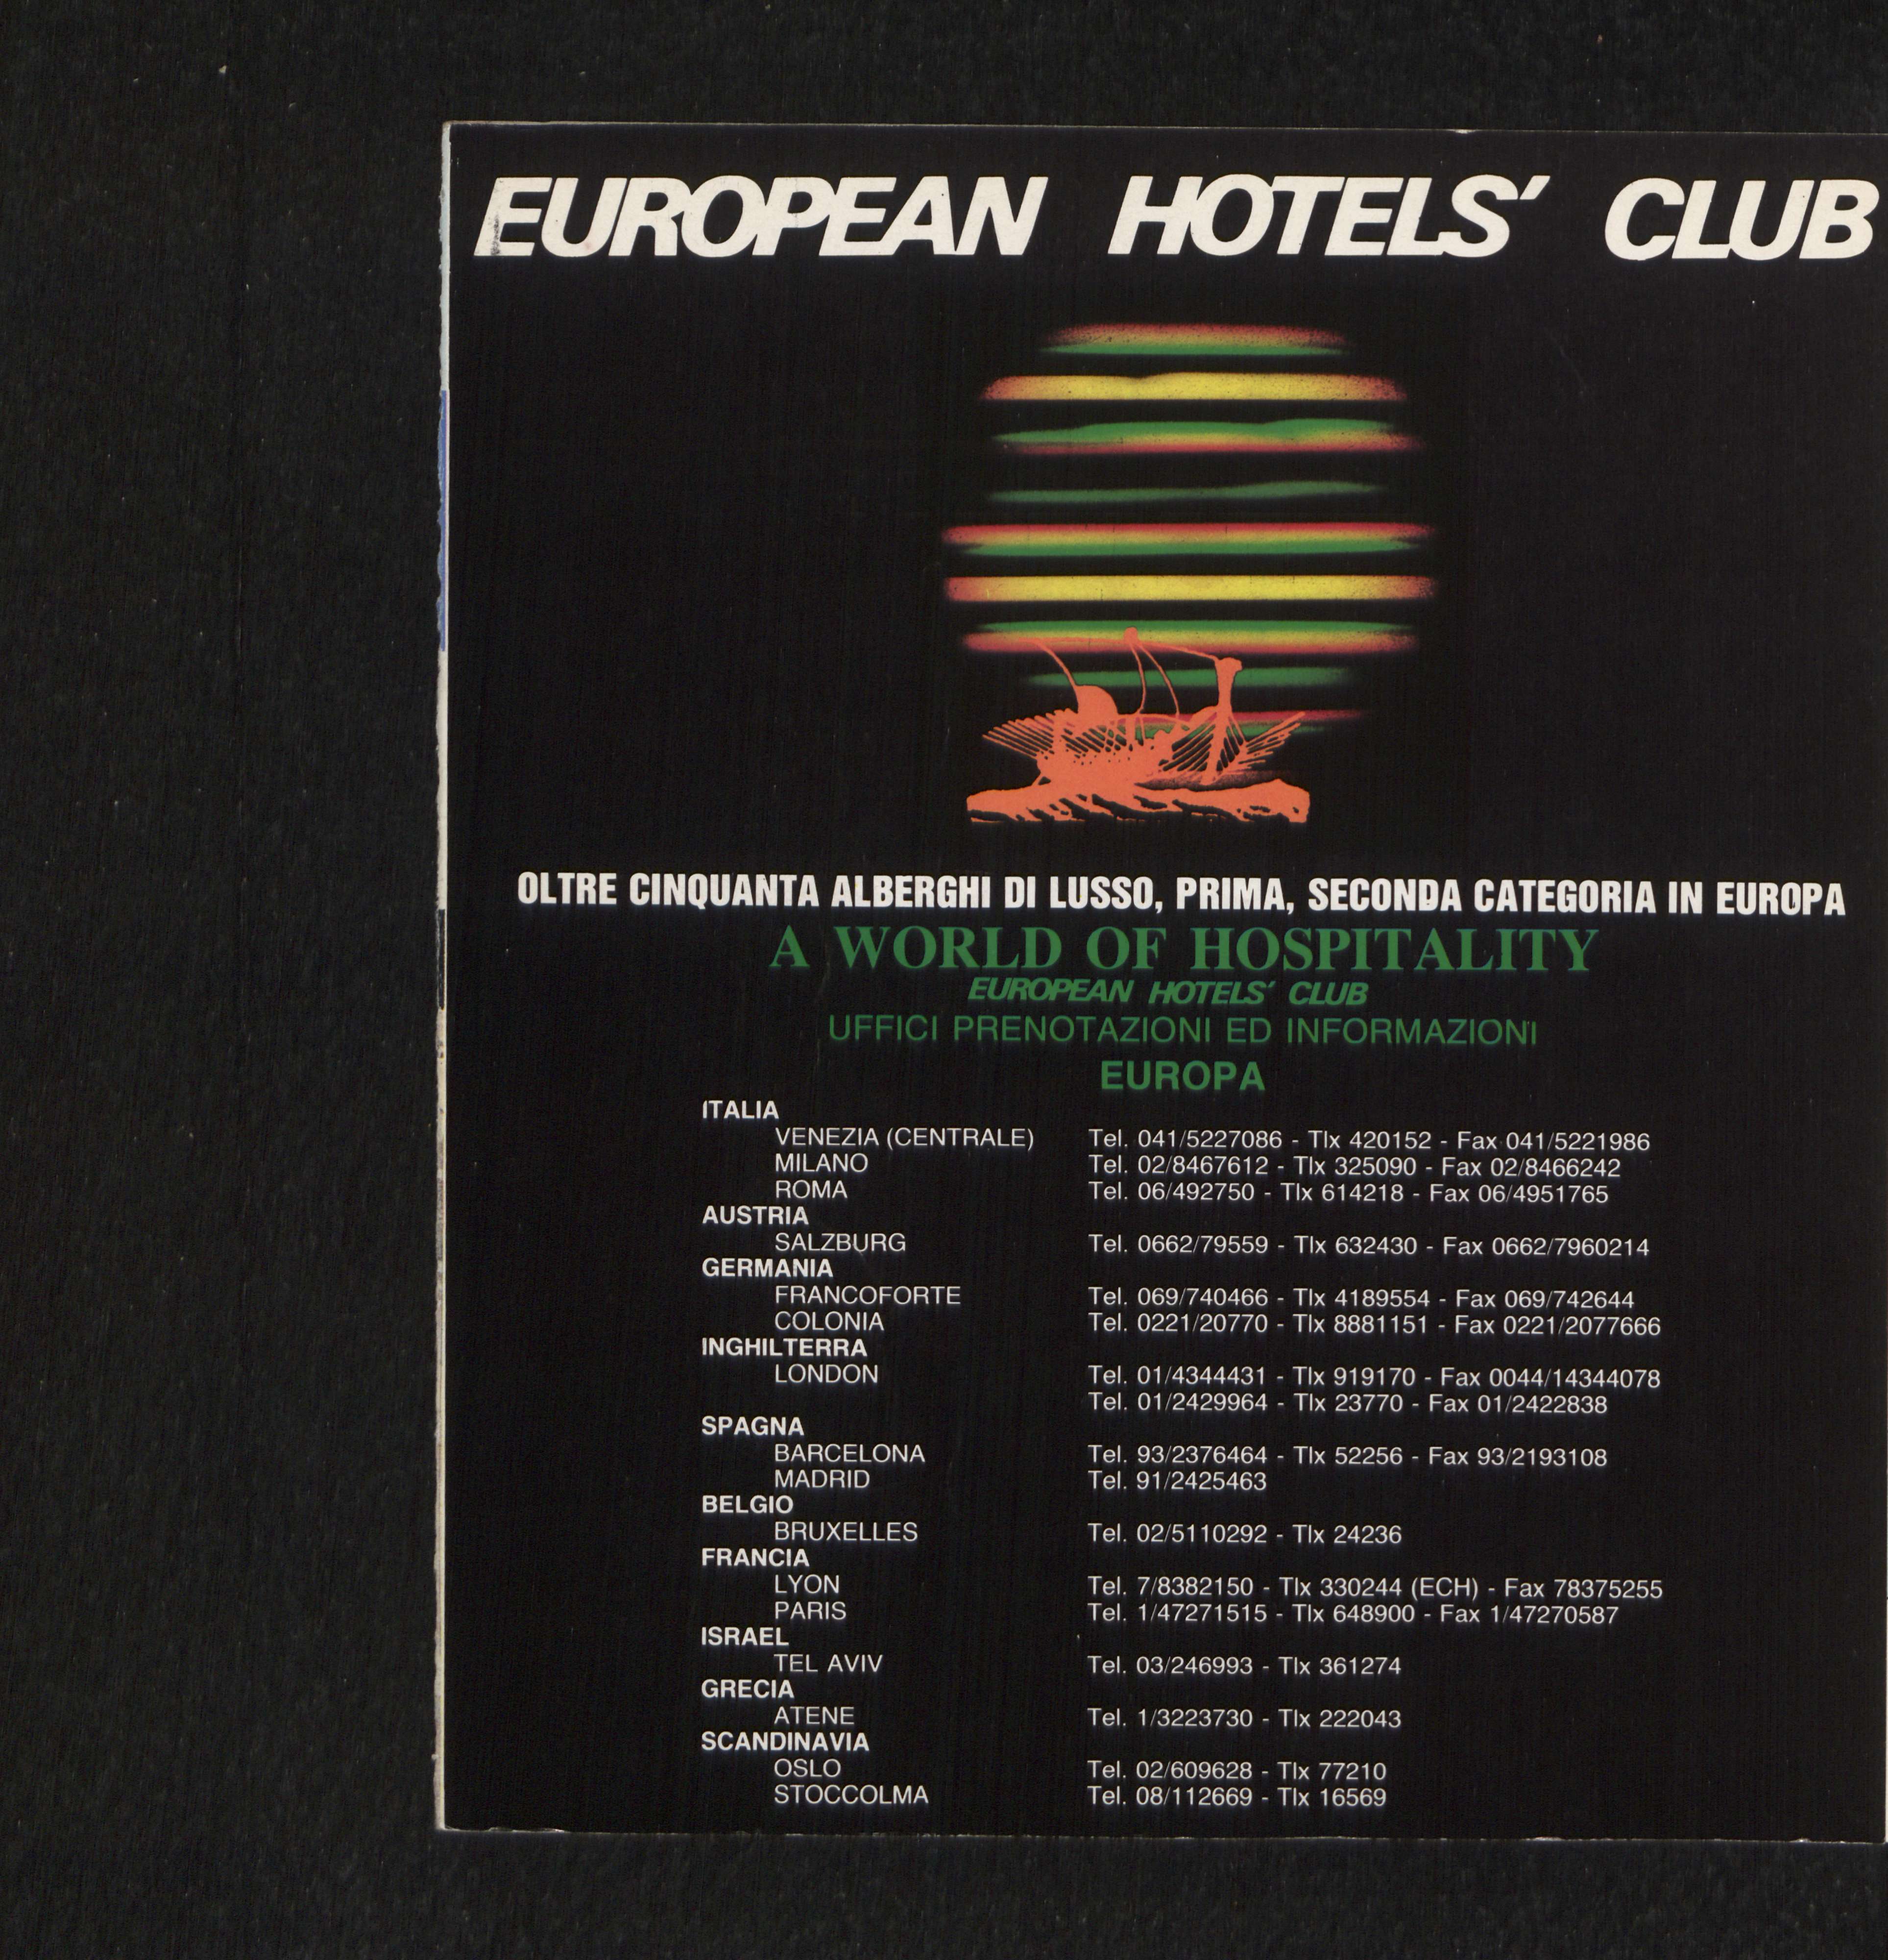 EUROPEAN HOTELS' CLUB
OLTRE CINQUANTA ALBERGHI DI LUSSO, PRIMA, SECONDA CATEGORIA IN EUROPA
A WORLD OF HOSPITALITY
EUROPEAN HOTELS' CLUB
UFFICI PRENOTAZIONI ED INFORMAZIONI
EUROPA
ITALIA
VENEZIA (CENTRALE) Tel. 041/5227086 - Tlx 420152 - Fax 041/5221986
MILANO Tel. 02/8467612 - Tlx 325090 - Fax 02/8466242
ROMA Tel. 06/492750 - Tlx 614218 - Fax 06/4951765
AUSTRIA
SALZBURG Tel. 0662/79559 - Tlx 632430 - Fax 0662/7960214
GERMANIA
FRANCOFORTE Tel. 069/740466 - Tlx 4189554 - Fax 069/742644
COLONIA Tel. 0221/20770 - Tlx 8881151 - Fax 0221/2077666
INGHILTERRA
LONDON Tel. 01/4344431 - Tlx 919170 - Fax 0044/14344078
Tel. 01/2429964 - Tlx 23770 - Fax 01/2422838
SPAGNA
BARCELONA Tel. 93/2376464 - Tlx 52256 - Fax 93/2193108
MADRID Tel. 91/2425463
BELGIO
BRUXELLES Tel. 02/5110292 - Tlx 24236
FRANCIA
LYON Tel. 7/8382150 - Tlx 330244 (ECH) - Fax 78375255
PARIS Tel. 1/47271515 - Tlx 648900 - Fax 1/47270587
ISRAEL
TEL AVIV Tel. 03/246993 - Tlx 361274
GRECIA
ATENE Tel. 1/3223730 - Tlx 222043
SCANDINAVIA
OSLO Tel. 02/609628 - Tlx 77210
STOCCOLMA Tel. 08/112669 - Tlx 16569